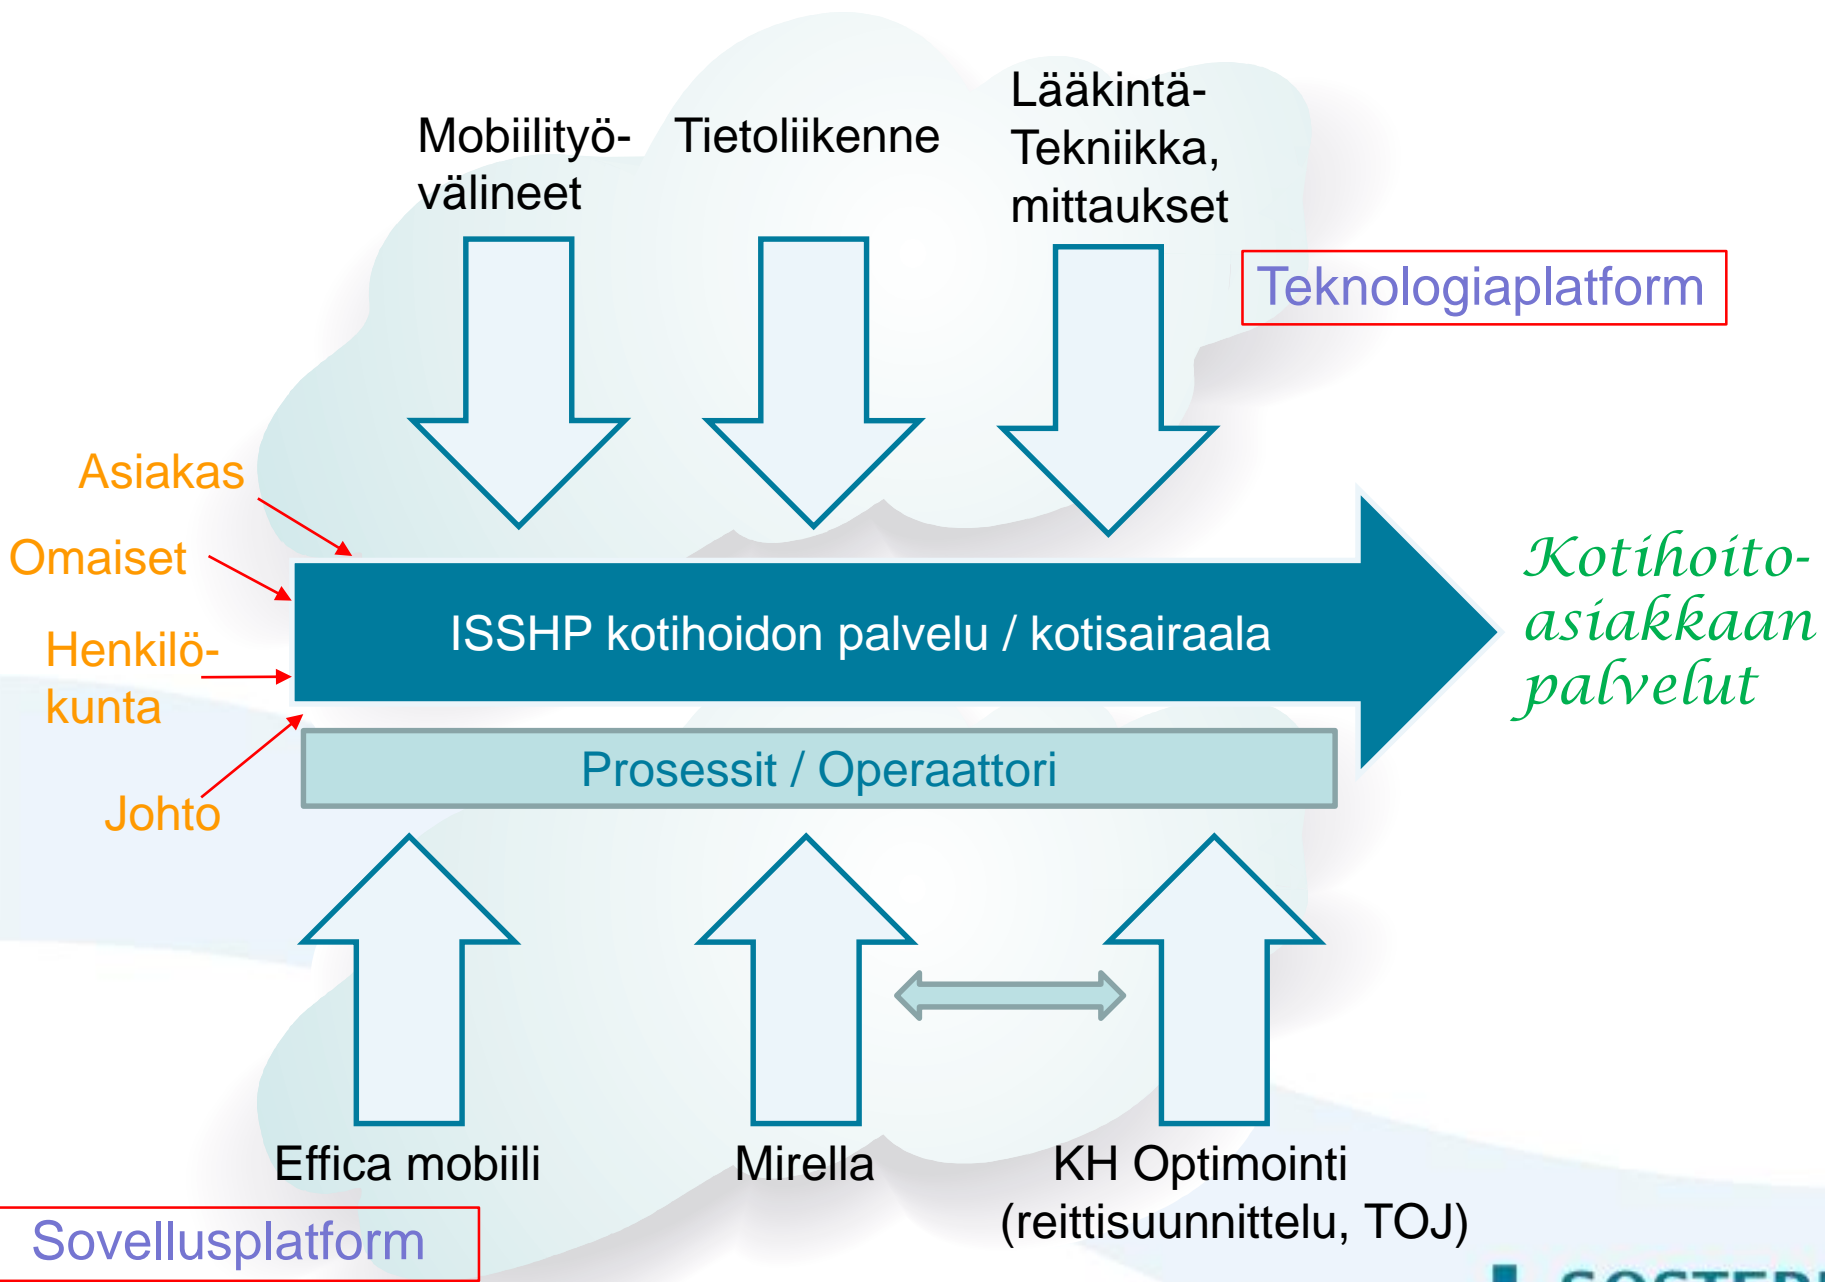 Mobiilityö-
välineet
Tietoliikenne
Lääkintä-
Tekniikka,
mittaukset
Teknologiaplatform
Asiakas
Omaiset
Henkilö-
kunta
Johto
ISSHP kotihoidon palvelu / kotisairaala
Kotihoito-
asiakkaan
palvelut
Prosessit / Operaattori
Effica mobiili
Mirella
KH Optimointi
(reittisuunnittelu, TOJ)
Sovellusplatform